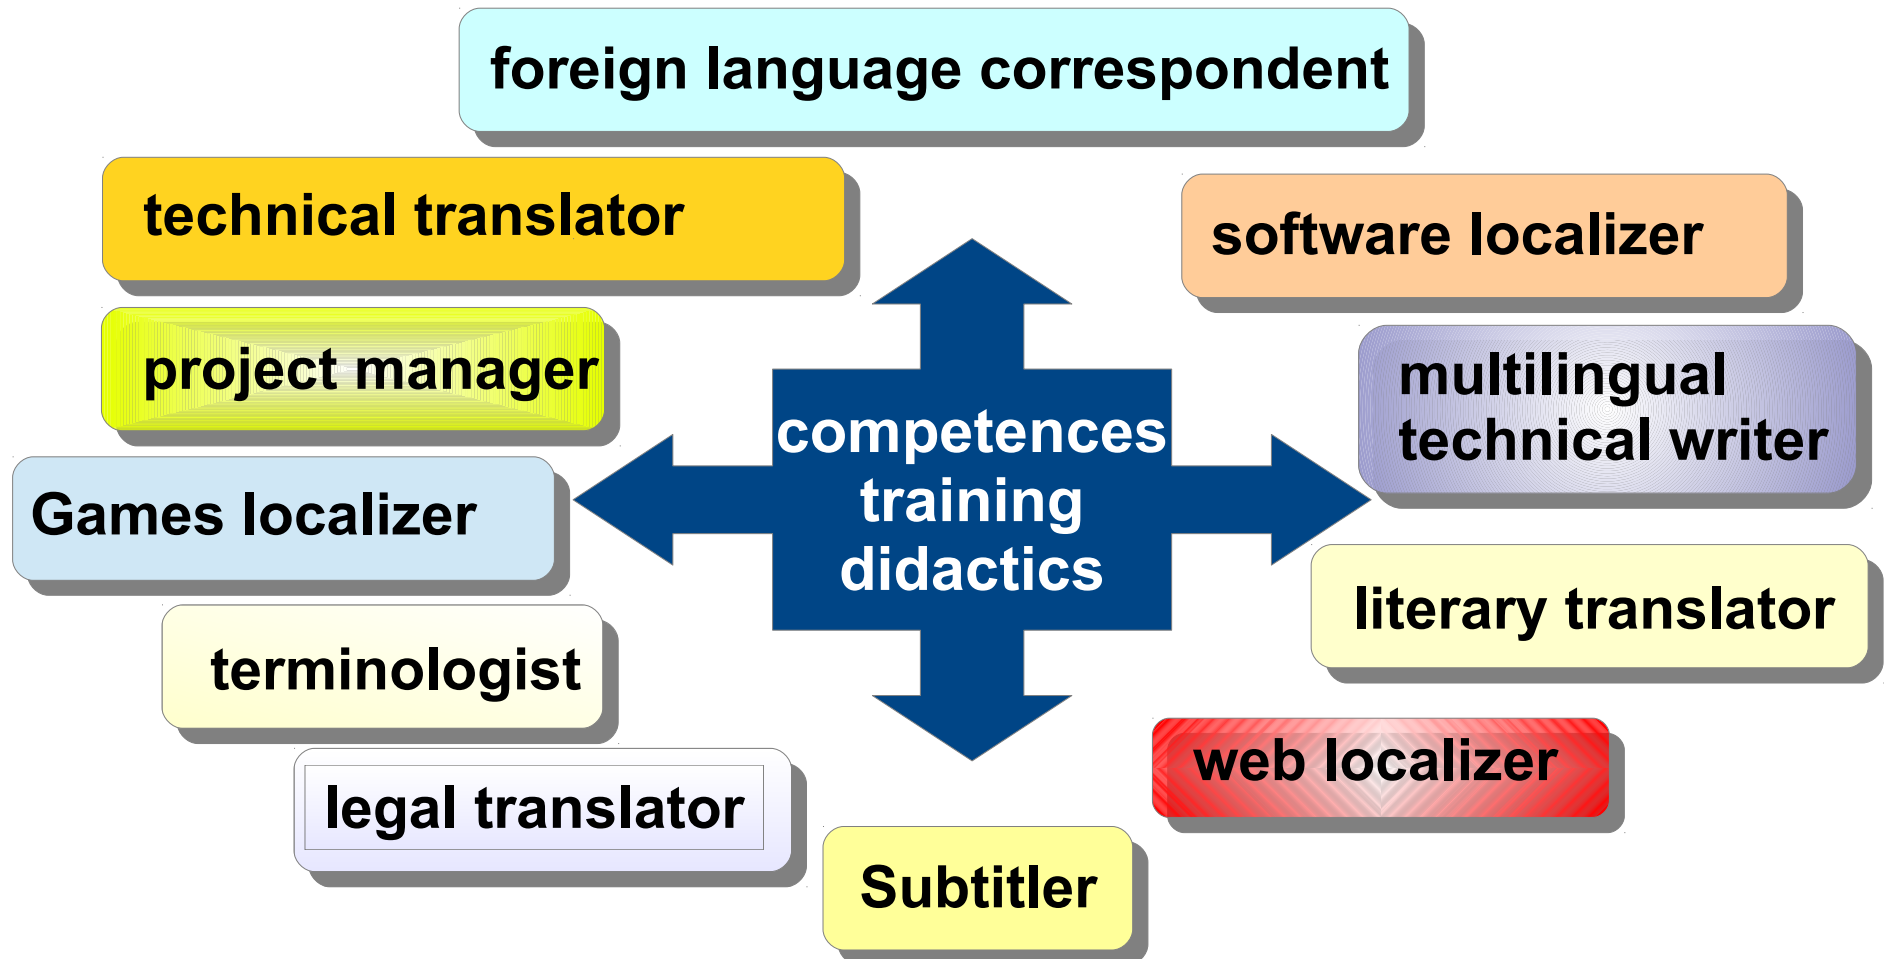 foreign language correspondent
technical translator
software localizer
project manager
multilingual
technical writer
competences
training
didactics
Games localizer
literary translator
terminologist
web localizer
legal translator
Subtitler